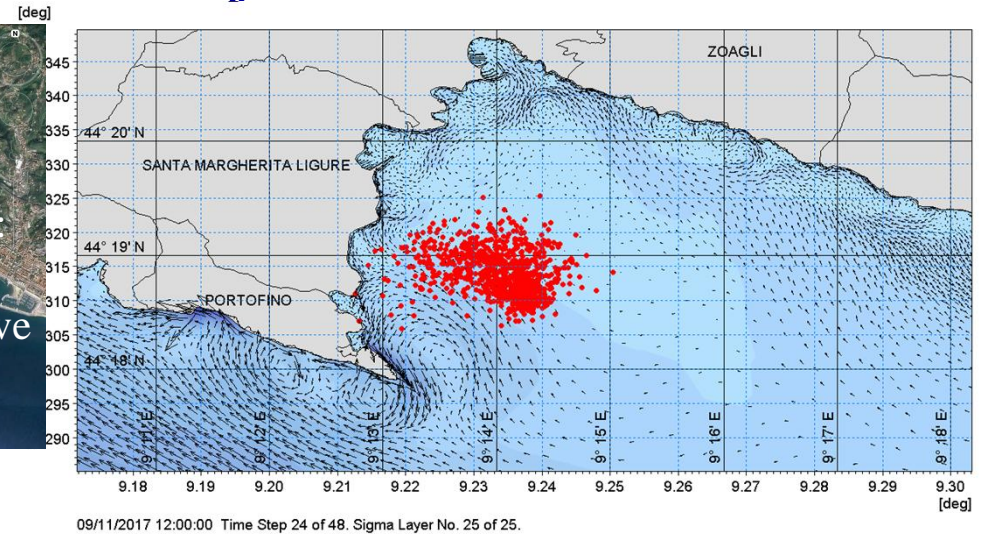 [deg]
N
ZOAGLI
345
340
335
44° 20' N
330
SANTA MARGHERITA LIGURE
325
320
44° 19' N
315
310
PORTOFINO
ve
305
44° 18' N
300
295
290
9° 11' E
9° 12' E
9° 13' E
9° 14' E
9° 15' E
9° 16' E
9° 17' E
9° 18' E
9.18 9.19 9.20 9.21 9.22 9.23 9.24 9.25 9.26 9.27 9.28 9.29 9.30
[deg]
09/11/2017 12:00:00 Time Step 24 of 48. Sigma Layer No. 25 of 25.